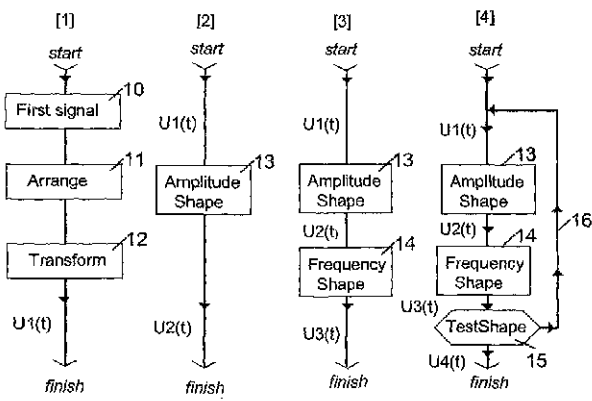 [1]
start
10
First signal
11
Arrange
12
Transform
U1(t)
finish
[2]
start
U1(t)
13
Amplitude
Shape
U2(t)
finish
[3]
start
U1(t)
13
Amplitude
Shape
U2(t)
14
Frequency
Shape
U3(t)
finish
[4]
start
U1(t)
13
Amplitude
Shape
16
U2(t)
14
Frequency
Shape
U3(t)
TestShape
15
U4(t)
finish